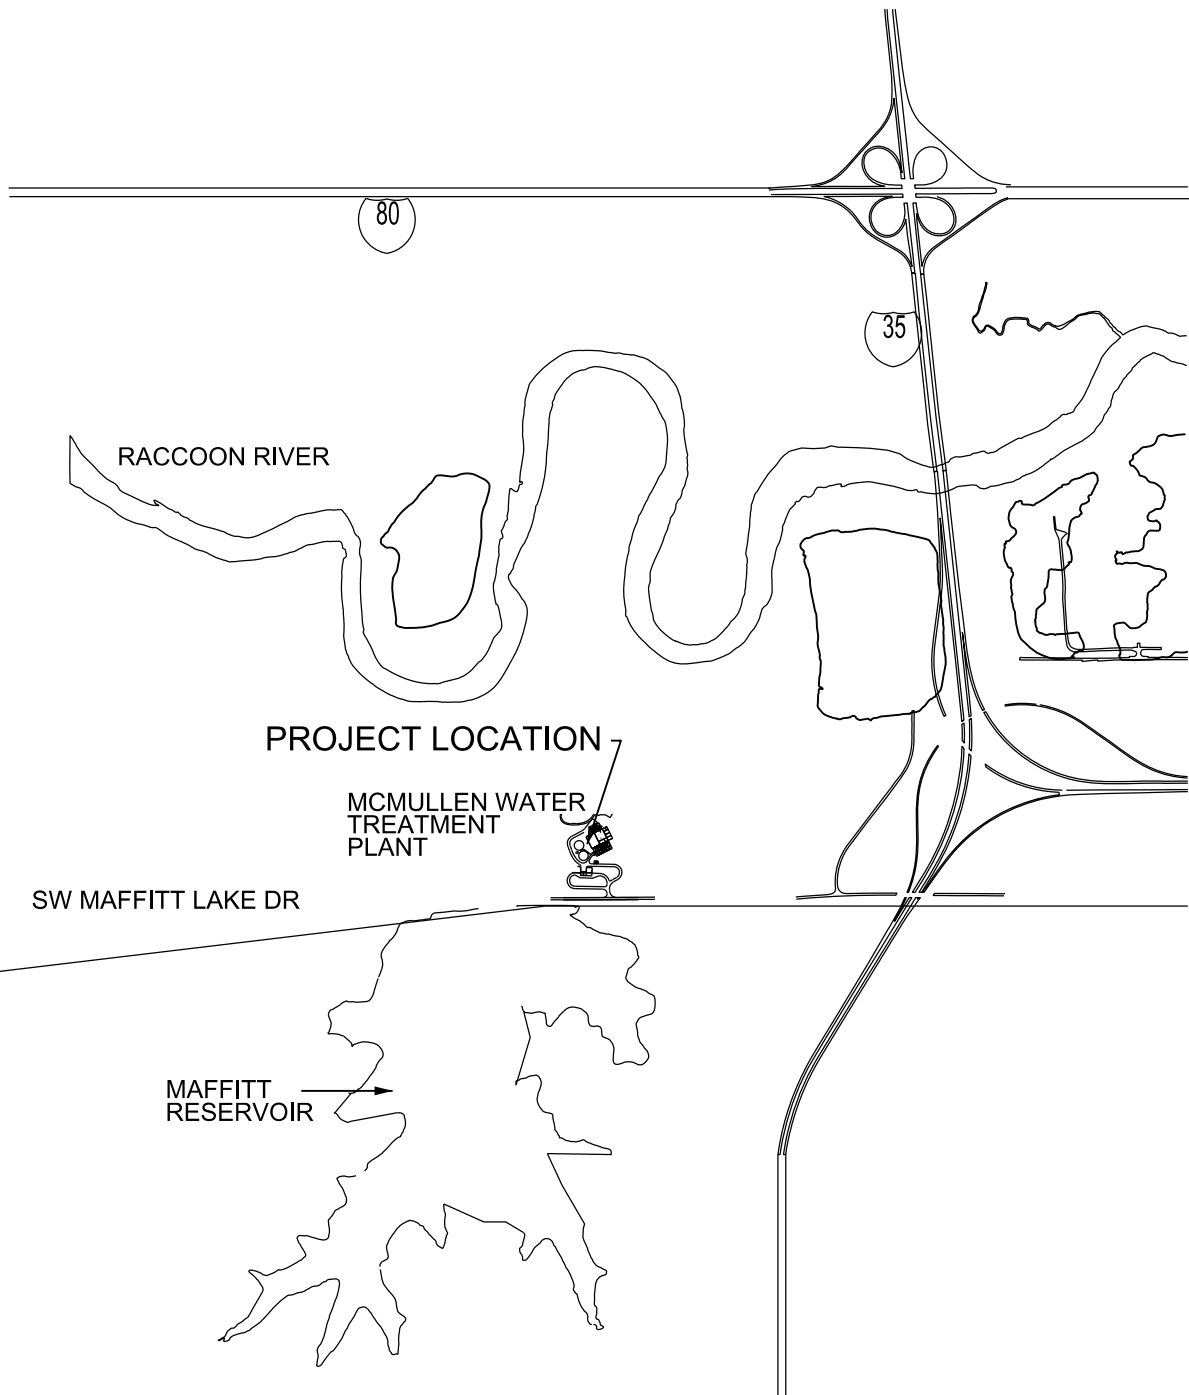 80
35
RACCOON RIVER
PROJECT LOCATION
MCMULLEN WATER
TREATMENT
PLANT
SW MAFFITT LAKE DR
MAFFITT
RESERVOIR